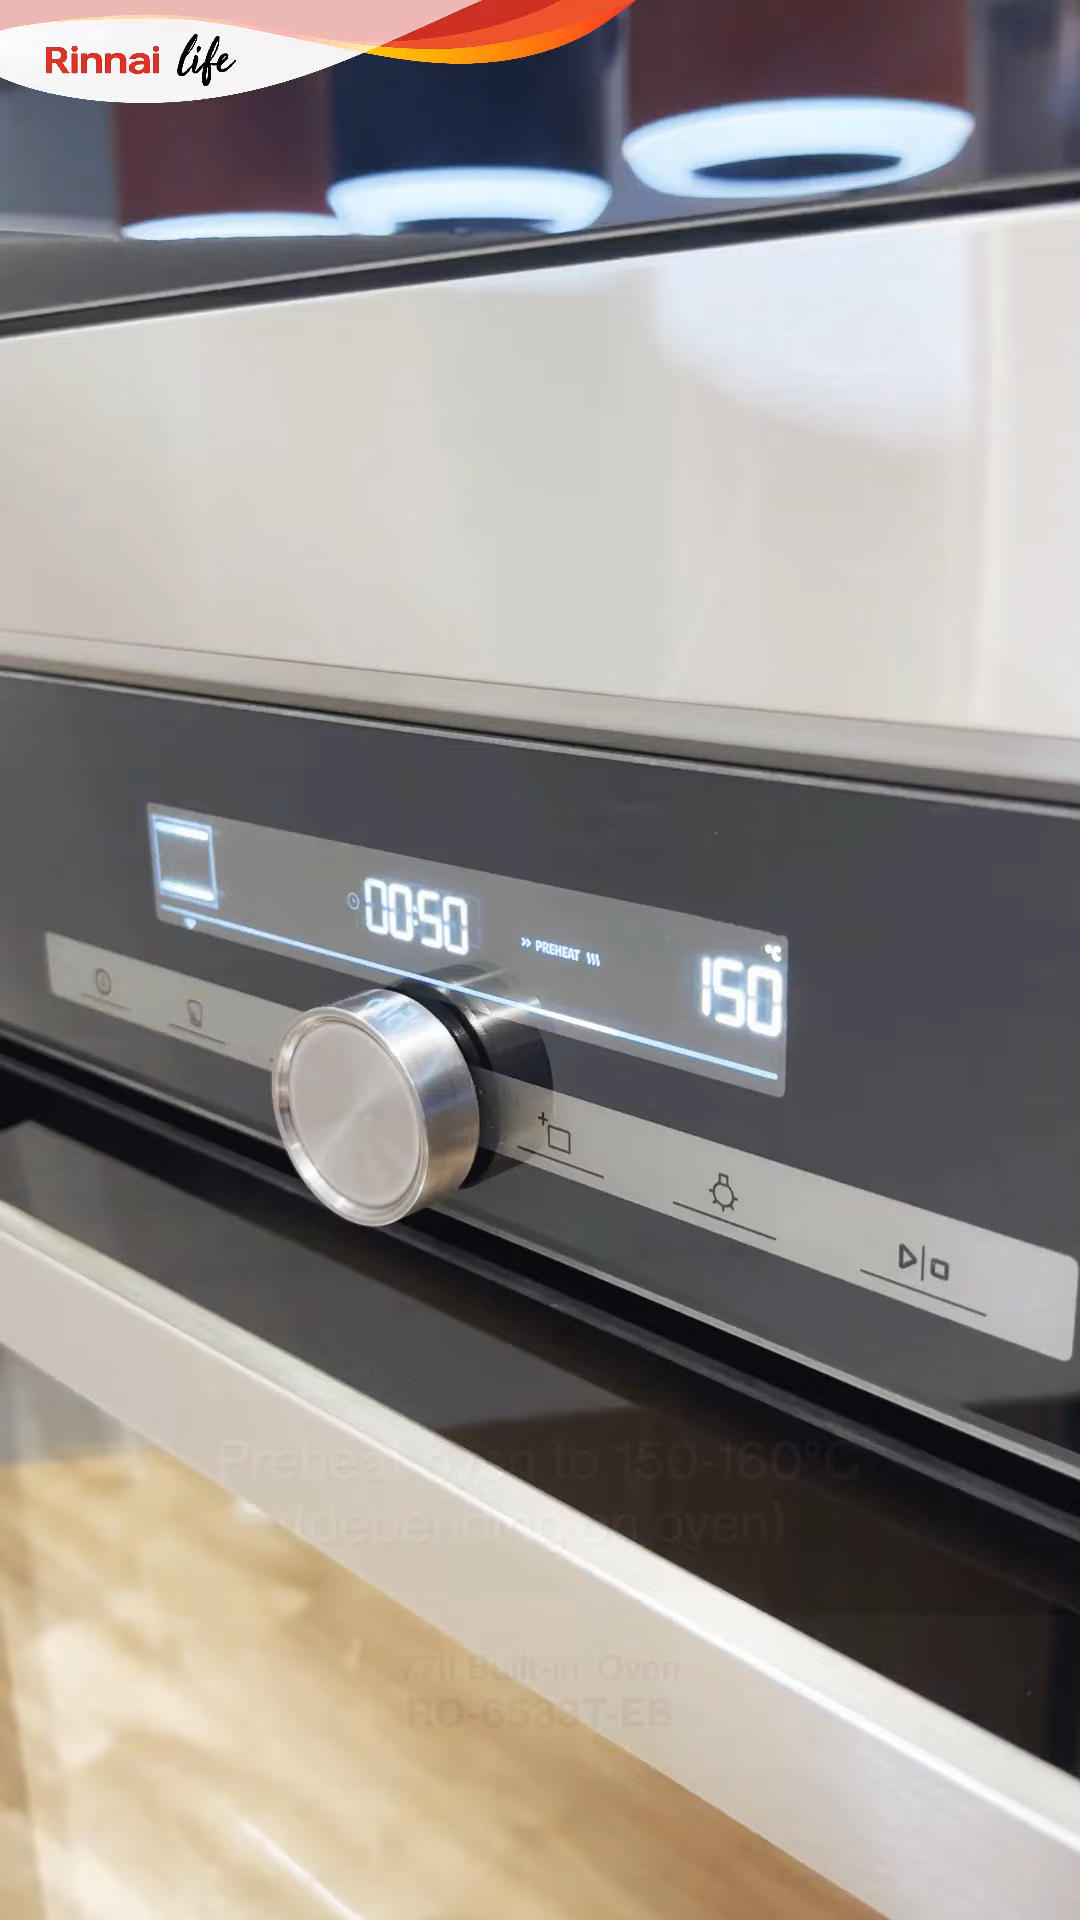 Rinnai life
00:50
PREHEAT
°C
150
Preheat oven to 150-160°C
(depending on oven)
77lt Built-in Oven
RO-6533T-EB